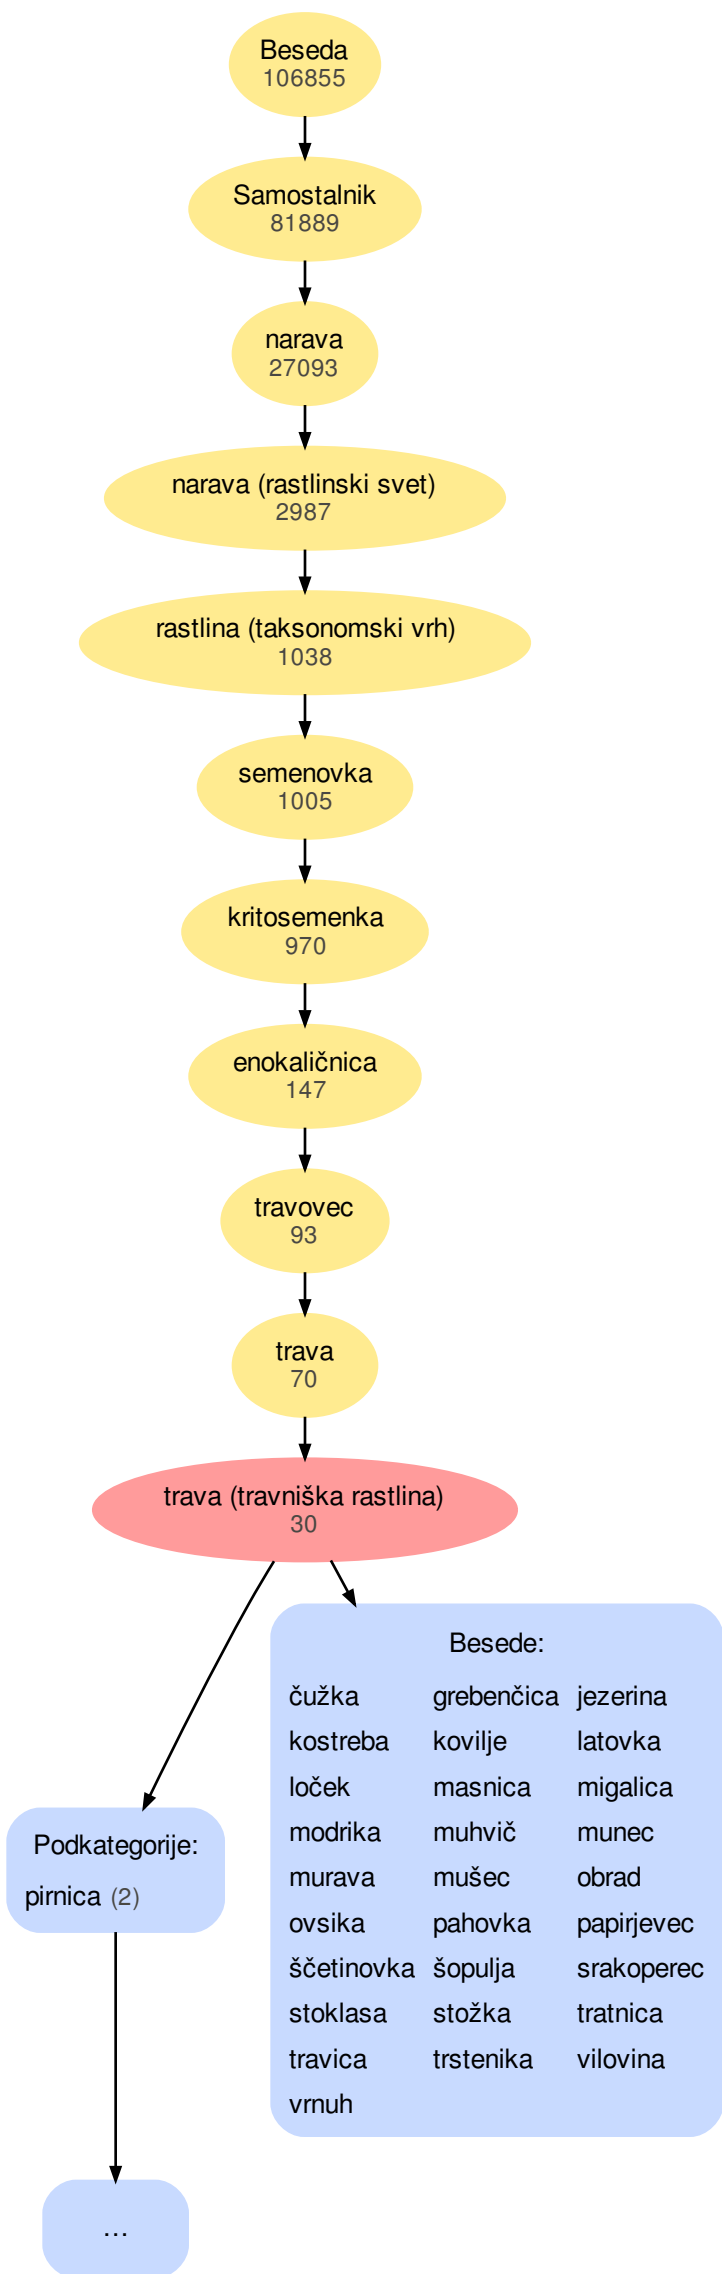 Beseda
106855
Samostalnik
81889
narava
27093
narava (rastlinski svet)
2987
rastlina (taksonomski vrh)
1038
semenovka
1005
kritosemenka
970
enokaličnica
147
travovec
93
trava
70
trava (travniška rastlina)
30
Besede:
čužka grebenčica jezerina
kostreba kovilje latovka
loček masnica migalica
modrika muhvič munec
murava mušec obrad
ovsika pahovka papirjevec
ščetinovka šopulja srakoperec
stoklasa stožka tratnica
travica trstenika vilovina
vrnuh
Podkategorije:
pirnica (2)
...